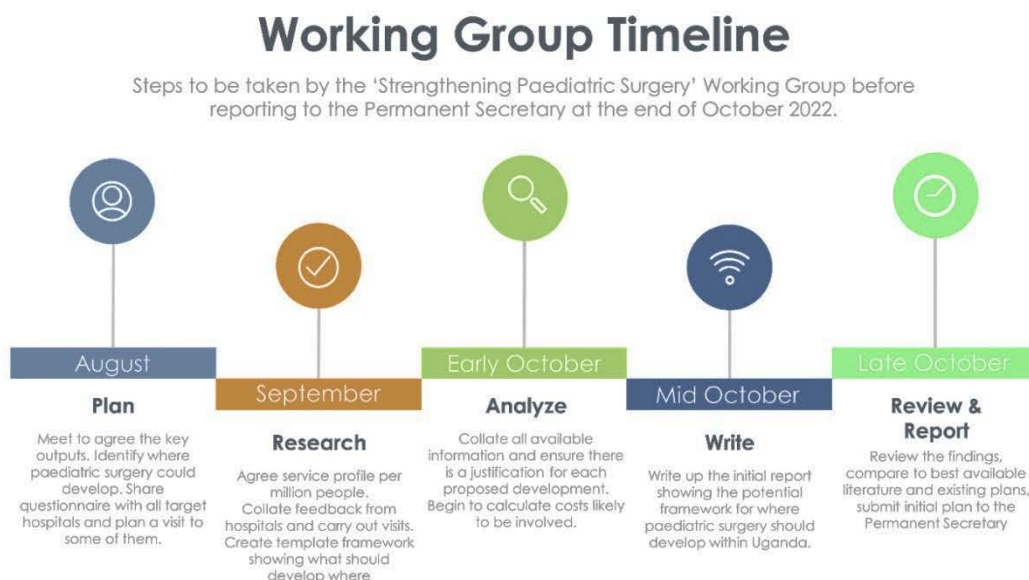 Working Group Timeline
Steps to be taken by the ‘Strengthening Paediatric Surgery’ Working Group before
reporting to the Permanent Secretary at the end of October 2022.
August
Plan
Meet to agree the key
outputs. Identify where
paediatric surgery could
develop. Share
questionnaire with all target
hospitals and plan a visit to
some of them.
September
Research
Agree service profile per
million people.
Collate feedback from
hospitals and carry out visits.
Create template framework
showing what should
develop where
Early October
Analyze
Collate all available
information and ensure there
is a justification for each
proposed development.
Begin to calculate costs likely
to be involved.
Mid October
Write
Write up the initial report
showing the potential
framework for where
paediatric surgery should
develop within Uganda.
Late October
Review &
Report
Review the findings,
compare to best available
literature and existing plans,
submit initial plan to the
Permanent Secretary